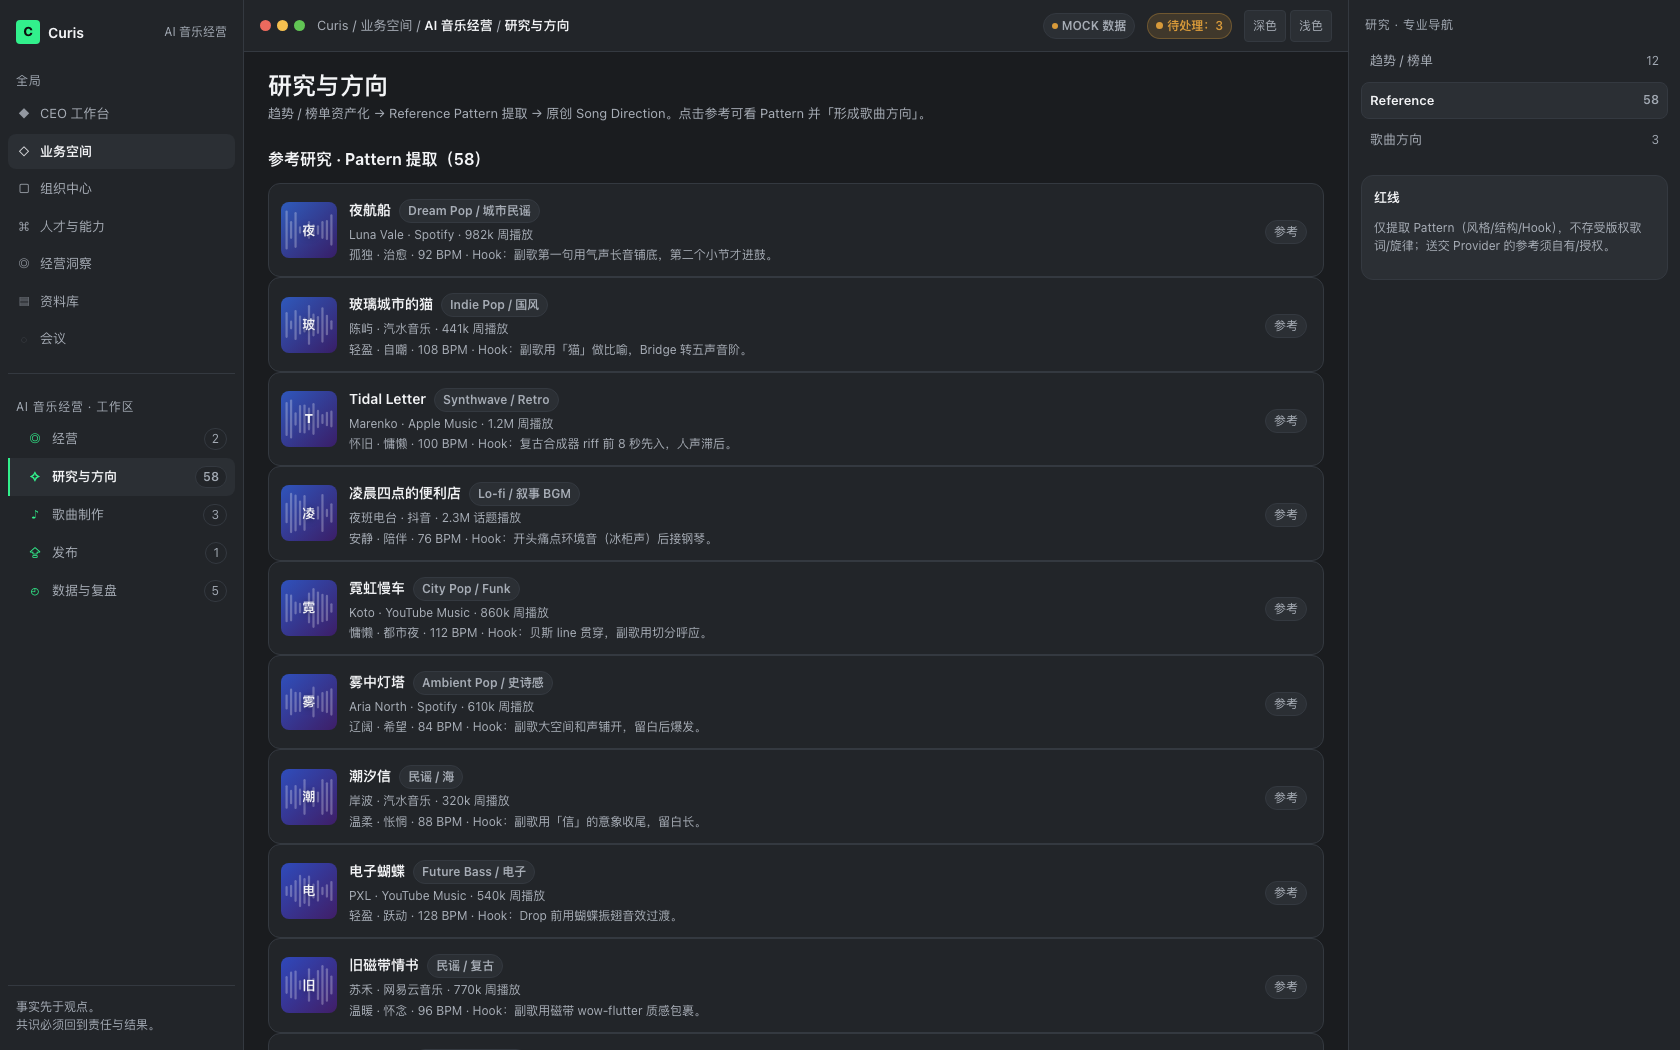 C Curis AI 音乐经营
全局
CEO 工作台
业务空间
组织中心
人才与能力
经营洞察
资料库
会议
AI 音乐经营 · 工作区
经营 2
研究与方向 58
歌曲制作 3
发布 1
数据与复盘 5
事实先于观点。
共识必须回到责任与结果。
Curis / 业务空间 / AI 音乐经营 / 研究与方向
MOCK 数据
待处理：3
深色
浅色
研究与方向
趋势 / 榜单资产化 → Reference Pattern 提取 → 原创 Song Direction。点击参考可看 Pattern 并「形成歌曲方向」。
参考研究 · Pattern 提取（58）
夜
夜航船 Dream Pop / 城市民谣
Luna Vale · Spotify · 982k 周播放
孤独 · 治愈 · 92 BPM · Hook：副歌第一句用气声长音铺底，第二个小节才进鼓。
参考
玻
玻璃城市的猫 Indie Pop / 国风
陈屿 · 汽水音乐 · 441k 周播放
轻盈 · 自嘲 · 108 BPM · Hook：副歌用「猫」做比喻，Bridge 转五声音阶。
参考
T
Tidal Letter Synthwave / Retro
Marenko · Apple Music · 1.2M 周播放
怀旧 · 慵懒 · 100 BPM · Hook：复古合成器 riff 前 8 秒先入，人声滞后。
参考
凌
凌晨四点的便利店 Lo-fi / 叙事 BGM
夜班电台 · 抖音 · 2.3M 话题播放
安静 · 陪伴 · 76 BPM · Hook：开头痛点环境音（冰柜声）后接钢琴。
参考
霓
霓虹慢车 City Pop / Funk
Koto · YouTube Music · 860k 周播放
慵懒 · 都市夜 · 112 BPM · Hook：贝斯 line 贯穿，副歌用切分呼应。
参考
雾
雾中灯塔 Ambient Pop / 史诗感
Aria North · Spotify · 610k 周播放
辽阔 · 希望 · 84 BPM · Hook：副歌大空间和声铺开，留白后爆发。
参考
潮
潮汐信 民谣 / 海
岸波 · 汽水音乐 · 320k 周播放
温柔 · 怅惘 · 88 BPM · Hook：副歌用「信」的意象收尾，留白长。
参考
电
电子蝴蝶 Future Bass / 电子
PXL · YouTube Music · 540k 周播放
轻盈 · 跃动 · 128 BPM · Hook：Drop 前用蝴蝶振翅音效过渡。
参考
旧
旧磁带情书 民谣 / 复古
苏禾 · 网易云音乐 · 770k 周播放
温暖 · 怀念 · 96 BPM · Hook：副歌用磁带 wow-flutter 质感包裹。
参考
研究 · 专业导航
趋势 / 榜单 12
Reference 58
歌曲方向 3
红线
仅提取 Pattern（风格/结构/Hook），不存受版权歌
词/旋律；送交 Provider 的参考须自有/授权。